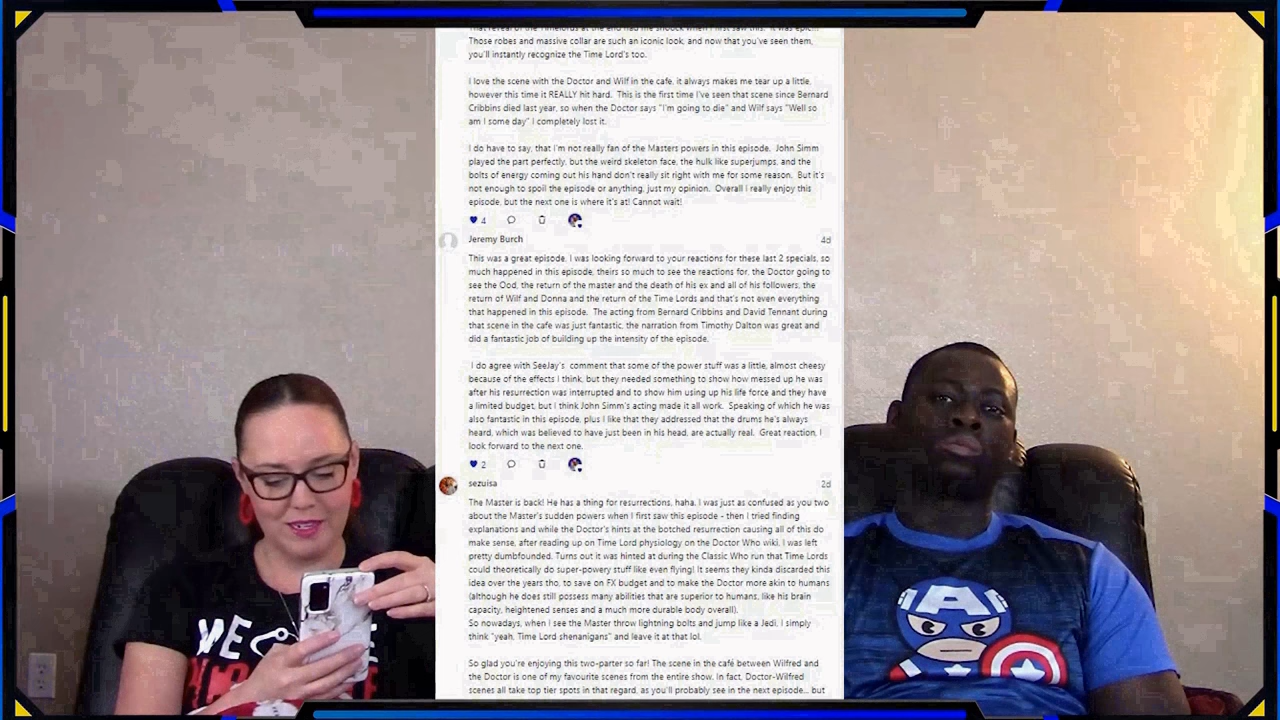 Those robes and massive collar are such an iconic look, and now that you've seen them,
you'll instantly recognize the Time Lord's too.
I love the scene with the Doctor and Wilf in the cafe, it always makes me tear up a little,
however this time it REALLY hit hard. This is the first time I've seen that scene since Bernard
Cribbins died last year, so when the Doctor says "I'm going to die" and Wilf says "Well so
am I some day" I completely lost it.
I do have to say, that I'm not really fan of the Masters powers in this episode. John Simm
played the part perfectly, but the weird skeleton face, the hulk like superjumps, and the
bolts of energy coming out his hand don't really sit right with me for some reason. But it's
not enough to spoil the episode or anything, just my opinion. Overall I really enjoy this
episode, but the next one is where it's at! Cannot wait!
4
Jeremy Burch 4d
This was a great episode, I was looking forward to your reactions for these last 2 specials, so
much happened in this episode, theirs so much to see the reactions for, the Doctor going to
see the Ood, the return of the master and the death of his ex and all of his followers, the
return of Wilf and Donna and the return of the Time Lords and that's not even everything
that happened in this episode. The acting from Bernard Cribbins and David Tennant during
that scene in the cafe was just fantastic, the narration from Timothy Dalton was great and
did a fantastic job of building up the intensity of the episode.
I do agree with SeeJay's comment that some of the power stuff was a little, almost cheesy
because of the effects I think, but they needed something to show how messed up he was
after his resurrection was interrupted and to show him using up his life force and they have
a limited budget, but I think John Simm's acting made it all work. Speaking of which he was
also fantastic in this episode, plus I like that they addressed that the drums he's always
heard, which was believed to have just been in his head, are actually real. Great reaction, I
look forward to the next one.
2
sezuisa 2d
The Master is back! He has a thing for resurrections, haha. I was just as confused as you two
about the Master's sudden powers when I first saw this episode - then I tried finding
explanations and while the Doctor's hints at the botched resurrection causing all of this do
make sense, after reading up on Time Lord physiology on the Doctor Who wiki, I was left
pretty dumbfounded. Turns out it was hinted at during the Classic Who run that Time Lords
could theoretically do super-powery stuff like even flying! It seems they kinda discarded this
idea over the years tho, to save on FX budget and to make the Doctor more akin to humans
(although he does still possess many abilities that are superior to humans, like his brain
capacity, heightened senses and a much more durable body overall).
So nowadays, when I see the Master throw lightning bolts and jump like a Jedi, I simply
think "yeah, Time Lord shenanigans" and leave it at that lol.
So glad you're enjoying this two-parter so far! The scene in the café between Wilfred and
the Doctor is one of my favourite scenes from the entire show. In fact, Doctor-Wilfred
scenes all take top tier spots in that regard, as you'll probably see in the next episode... but
WE